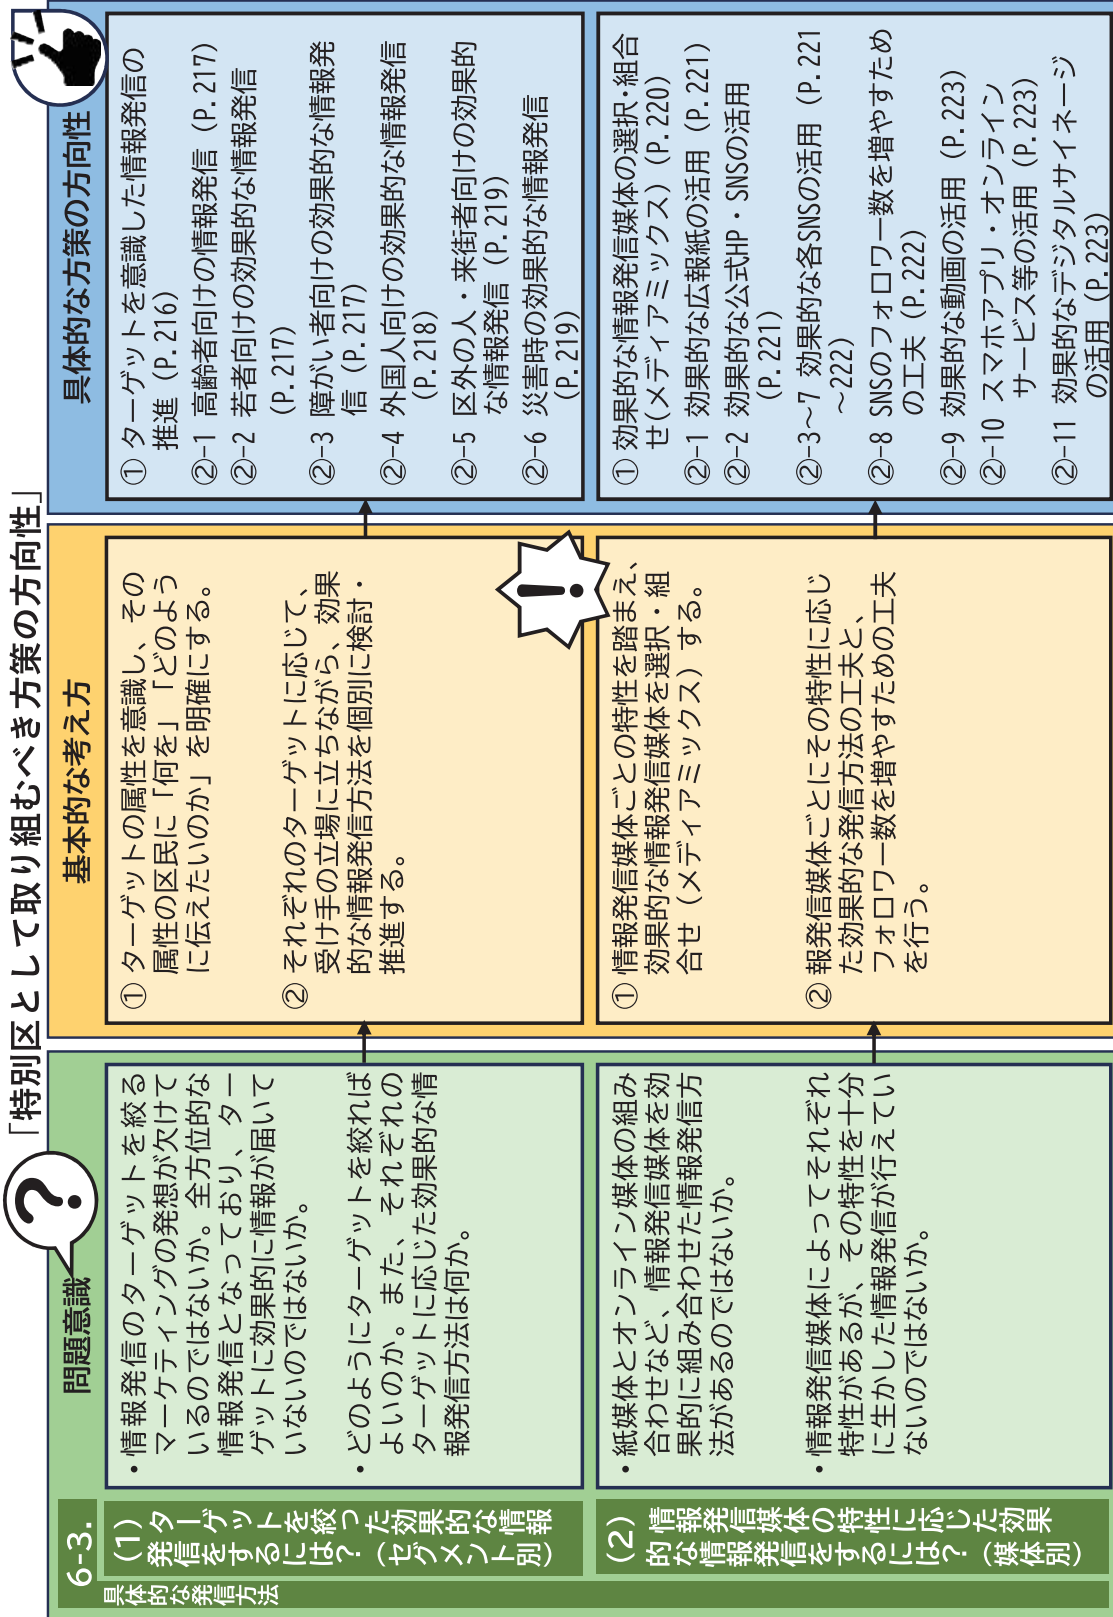 「特別区として取り組むべき方策の方向性」
6-3.
具体的な発信方法
問題意識
基本的な考え方
具体的な方策の方向性
(1)ターゲットを絞った効果的な情報
発信をするには?(セグメント別)
・情報発信のターゲットを絞る
マーケティングの発想が欠けて
いるのではないか。全方位的な
情報発信となっており、ター
ゲットに効果的に情報が届いて
いないのではないか。
・どのようにターゲットを絞れば
よいのか。また、それぞれの
ターゲットに応じた効果的な情
報発信方法は何か。
① ターゲットの属性を意識し、その
属性の区民に「何を」「どのよう
に伝えたいのか」を明確にする。
② それぞれのターゲットに応じて、
受け手の立場に立ちながら、効果
的な情報発信方法を個別に検討・
推進する。
① ターゲットを意識した情報発信の
推進(P.216)
②-1 高齢者向けの情報発信(P.217)
②-2 若者向けの効果的な情報発信
(P.217)
②-3 障がい者向けの効果的な情報発
信(P.217)
②-4 外国人向けの効果的な情報発信
(P.218)
②-5 区外の人・来街者向けの効果的
な情報発信(P.219)
②-6 災害時の効果的な情報発信
(P.219)
(2)情報発信媒体の特性に応じた効果
的な情報発信をするには?(媒体別)
・紙媒体とオンライン媒体の組み
合わせなど、情報発信媒体を効
果的に組み合わせた情報発信方
法があるのではないか。
・情報発信媒体によってそれぞれ
特性があるが、その特性を十分
に生かした情報発信が行えてい
ないのではないか。
① 情報発信媒体ごとの特性を踏まえ、
効果的な情報発信媒体を選択・組
合せ(メディアミックス)する。
② 報発信媒体ごとにその特性に応じ
た効果的な発信方法の工夫と、
フォロワー数を増やすための工夫
を行う。
① 効果的な情報発信媒体の選択・組合
せ(メディアミックス)(P.220)
②-1 効果的な広報紙の活用(P.221)
②-2 効果的な公式HP・SNSの活用
(P.221)
②-3~7 効果的な各SNSの活用(P.221
~222)
②-8 SNSのフォロワー数を増やすため
の工夫(P.222)
②-9 効果的な動画の活用(P.223)
②-10 スマホアプリ・オンライン
サービス等の活用(P.223)
②-11 効果的なデジタルサイネージ
の活用(P.223)